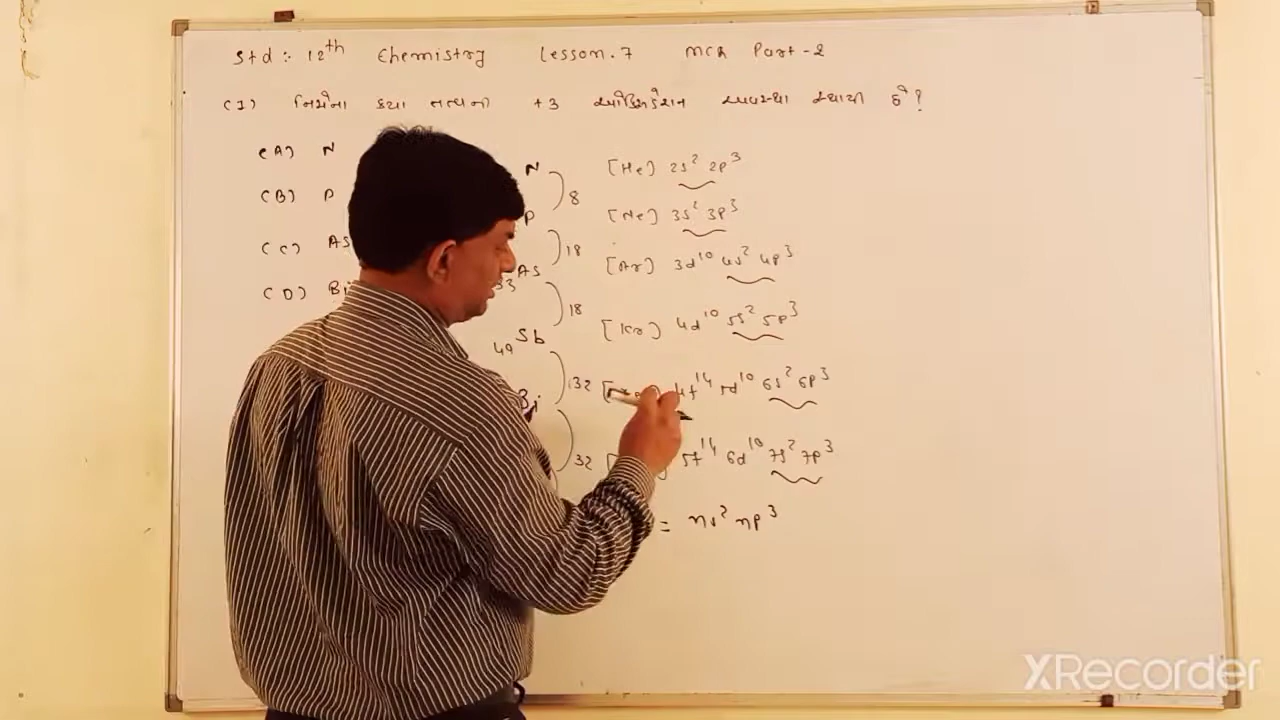 Std :- 12th Chemistry Lesson.7 MCQ Part-2
(1) નિમ્નેના કયા તત્વની +3 ઓક્સિડેશન અવસ્થા સ્થાયી છે?
(A) N
(B) P
(C) As
(D) Bi
N 8 [He] 2s² 2p³
P 18 [Ne] 3s² 3p³
33 As 18 [Ar] 3d¹⁰ 4s² 4p³
Sb [Kr] 4d¹⁰ 5s² 5p³
Bi 32 4f¹⁴ 5d¹⁰ 6s² 6p³
32 5f¹⁴ 6d¹⁰ 7s² 7p³
= ns² np³
XRecorder